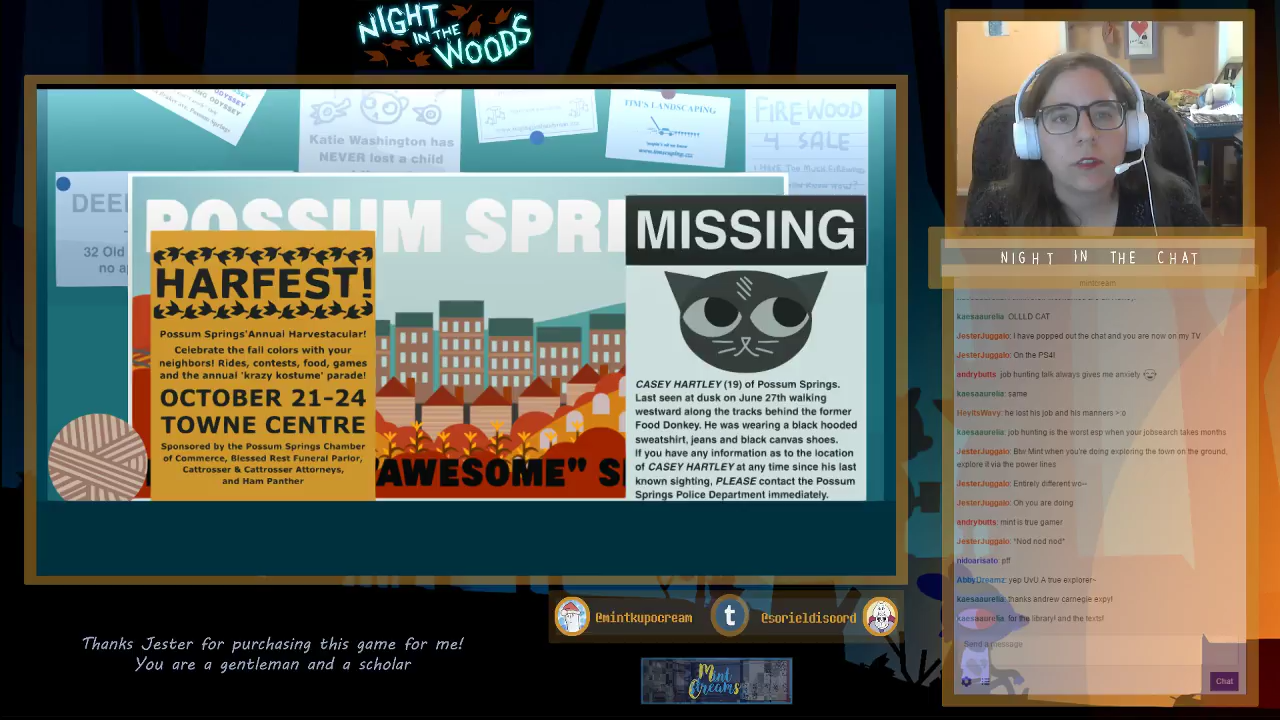 NIGHT
IN THE
WOODS
ODYSSEY
Katie Washington has
NEVER lost a child
TIM'S LANDSCAPING
FIREWOOD
4 SALE
DEE
32 Old
no a
POSSUM SPRI
HARFEST!
Possum Springs' Annual Harvestacular!
Celebrate the fall colors with your
neighbors! Rides, contests, food, games
and the annual 'krazy kostume' parade!
OCTOBER 21-24
TOWNE CENTRE
Sponsored by the Possum Springs Chamber
of Commerce, Blessed Rest Funeral Parlor,
Cattrosser & Cattrosser Attorneys,
and Ham Panther
"AWESOME" S
MISSING
CASEY HARTLEY (19) of Possum Springs.
Last seen at dusk on June 27th walking
westward along the tracks behind the former
Food Donkey. He was wearing a black hooded
sweatshirt, jeans and black canvas shoes.
If you have any information as to the location
of CASEY HARTLEY at any time since his last
known sighting, PLEASE contact the Possum
Springs Police Department immediately.
NIGHT IN THE CHAT
mintcream
kaesaaurelia: OLLLD CAT
JesterJuggalo: I have popped out the chat and you are now on my TV
JesterJuggalo: On the PS4!
andrybutts: job hunting talk always gives me anxiety
kaesaaurelia: same
HeyItsWavy: he lost his job and his manners >:o
kaesaaurelia: job hunting is the worst esp when your jobsearch takes months
JesterJuggalo: Btw Mint when you're doing exploring the town on the ground,
explore it via the power lines
JesterJuggalo: Entirely different wo--
JesterJuggalo: Oh you are doing
andrybutts: mint is true gamer
JesterJuggalo: *Nod nod nod*
nidoarisato: pff
AbbyDreamz: yep UvU A true explorer~
kaesaaurelia: thanks andrew carnegie expy!
kaesaaurelia: for the library! and the texts!
Send a message
Chat
@mintkupocream
t
@sorieldisoord
Thanks Jester for purchasing this game for me!
You are a gentleman and a scholar
Mint
Creams